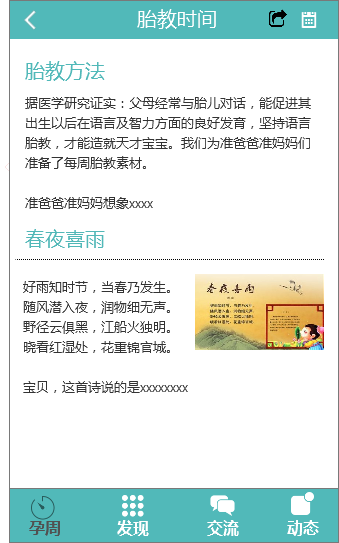 胎教时间
胎教方法
据医学研究证实：父母经常与胎儿对话，能促进其
出生以后在语言及智力方面的良好发育，坚持语言
胎教，才能造就天才宝宝。我们为准爸爸准妈妈们
准备了每周胎教素材。
准爸爸准妈妈想象xxxx
春夜喜雨
好雨知时节，当春乃发生。
随风潜入夜，润物细无声。
野径云俱黑，江船火独明。
晓看红湿处，花重锦官城。
春夜喜雨
宝贝，这首诗说的是xxxxxxxx
孕周
发现
交流
动态